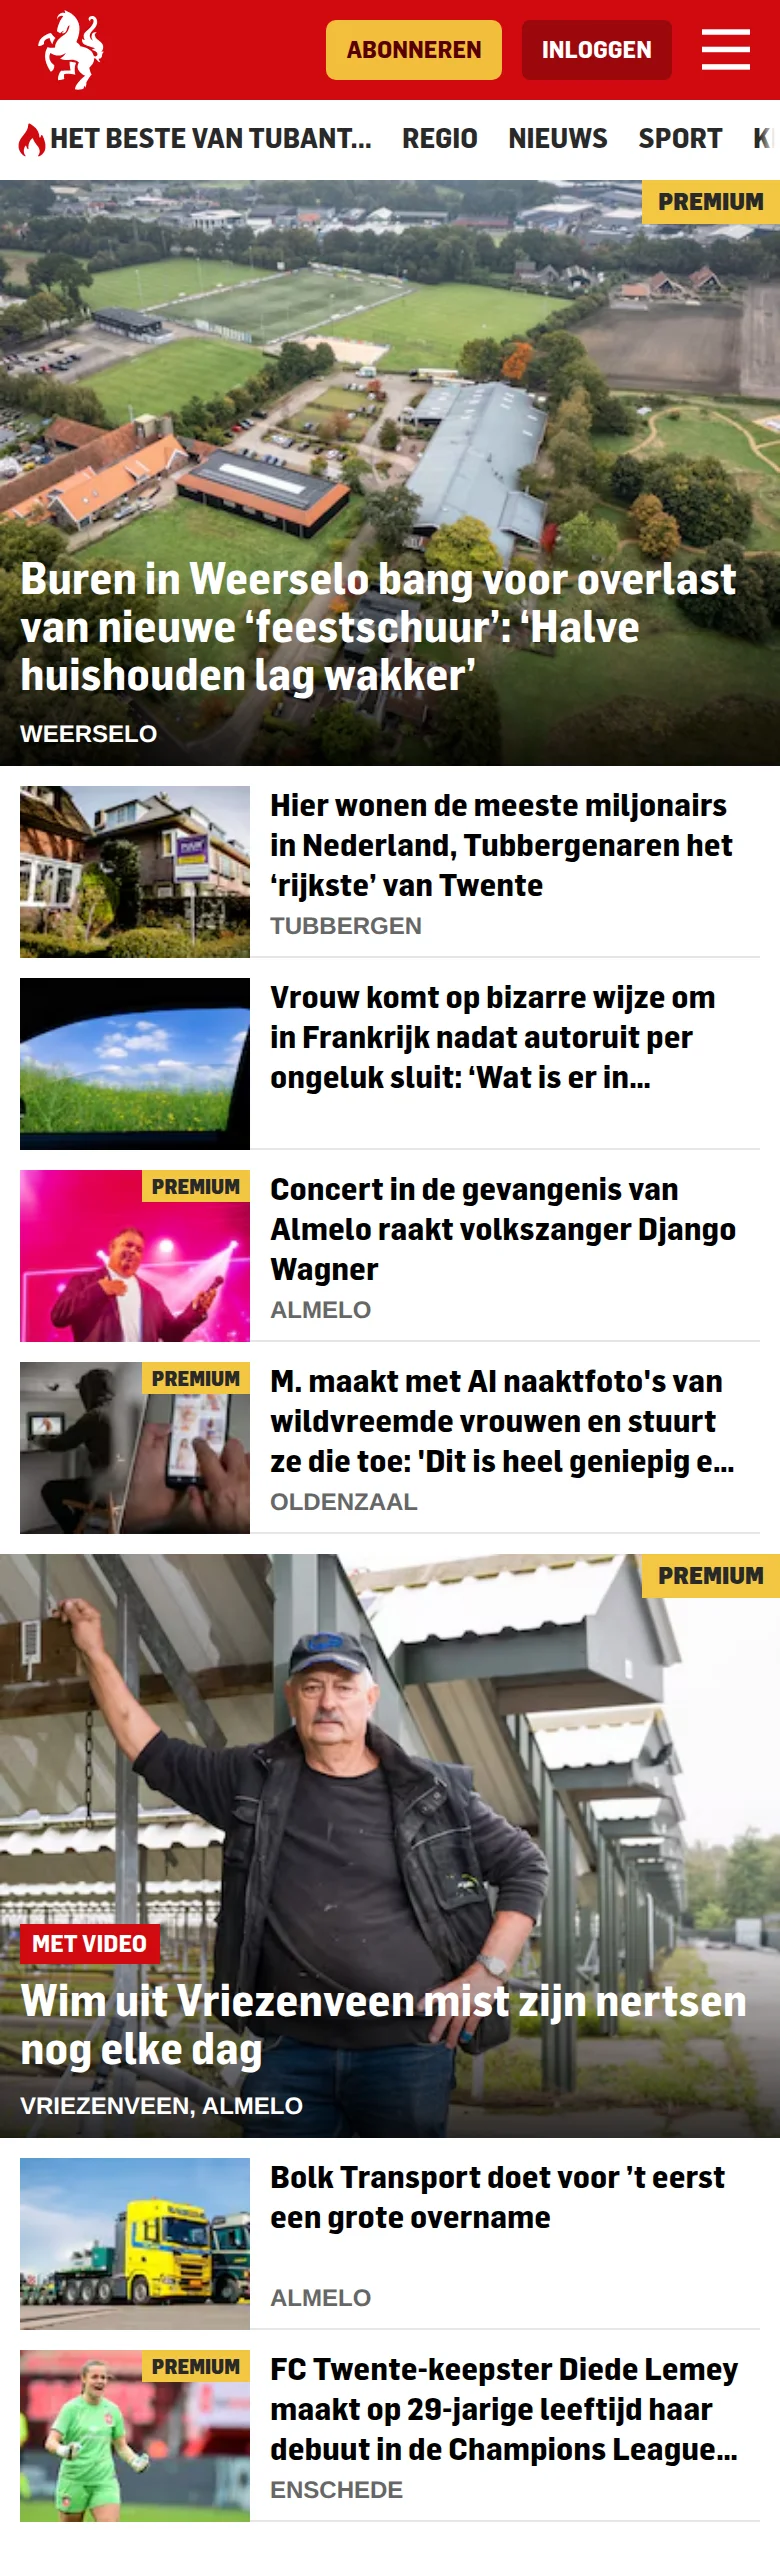 ABONNEREN
INLOGGEN
HET BESTE VAN TUBANT...
REGIO
NIEUWS
SPORT
PREMIUM
Buren in Weerselo bang voor overlast
van nieuwe ‘feestschuur’: ‘Halve
huishouden lag wakker’
WEERSELO
Hier wonen de meeste miljonairs
in Nederland, Tubbergenaren het
‘rijkste’ van Twente
TUBBERGEN
Vrouw komt op bizarre wijze om
in Frankrijk nadat autoruit per
ongeluk sluit: ‘Wat is er in...
PREMIUM
Concert in de gevangenis van
Almelo raakt volkszanger Django
Wagner
ALMELO
PREMIUM
M. maakt met AI naaktfoto's van
wildvreemde vrouwen en stuurt
ze die toe: 'Dit is heel geniepig e...
OLDENZAAL
PREMIUM
MET VIDEO
Wim uit Vriezenveen mist zijn nertsen
nog elke dag
VRIEZENVEEN, ALMELO
Bolk Transport doet voor ’t eerst
een grote overname
ALMELO
PREMIUM
FC Twente-keepster Diede Lemey
maakt op 29-jarige leeftijd haar
debuut in de Champions League...
ENSCHEDE